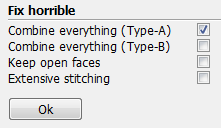 Fix horrible
Combine everything (Type-A)
Combine everything (Type-B)
Keep open faces
Extensive stitching
Ok